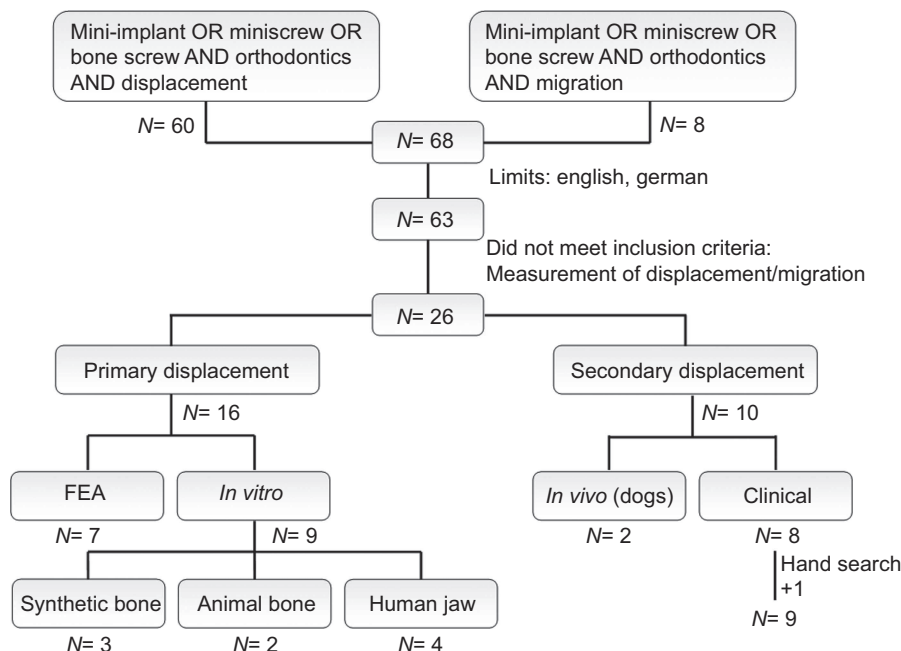 Mini-implant OR miniscrew OR
bone screw AND orthodontics
AND displacement
Mini-implant OR miniscrew OR
bone screw AND orthodontics
AND migration
N= 60
N= 8
N= 68
Limits: english, german
N= 63
Did not meet inclusion criteria:
Measurement of displacement/migration
N= 26
Primary displacement
Secondary displacement
N= 16
N= 10
FEA
In vitro
In vivo (dogs)
Clinical
N= 7
N= 9
N= 2
N= 8
Hand search
+1
Synthetic bone
Animal bone
Human jaw
N= 9
N= 3
N= 2
N= 4